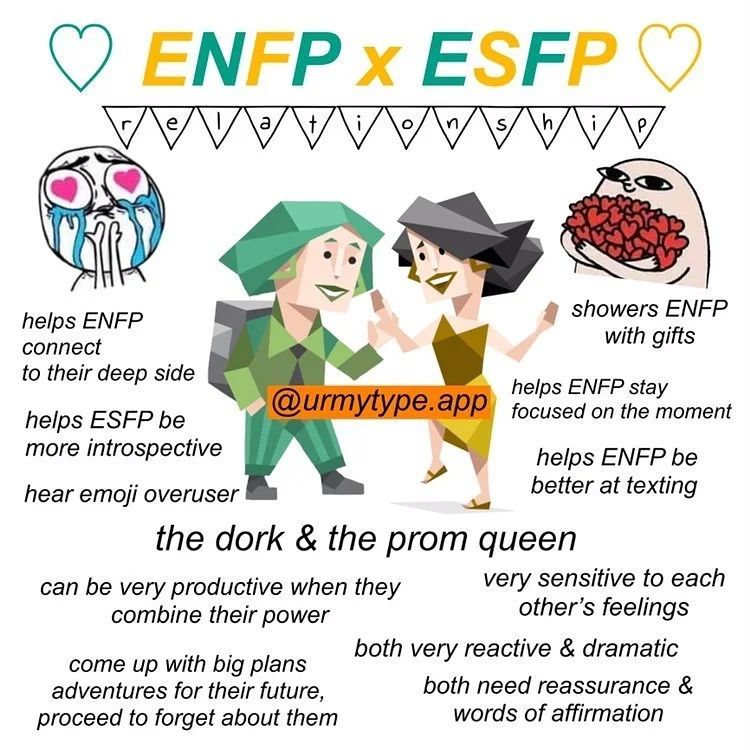 ENFP x ESFP
relationship
helps ENFP
connect
to their deep side
helps ESFP be
more introspective
hear emoji overuser
showers ENFP
with gifts
helps ENFP stay
focused on the moment
helps ENFP be
better at texting
@urmytype.app
the dork & the prom queen
can be very productive when they
combine their power
very sensitive to each
other's feelings
come up with big plans
adventures for their future,
proceed to forget about them
both very reactive & dramatic
both need reassurance &
words of affirmation